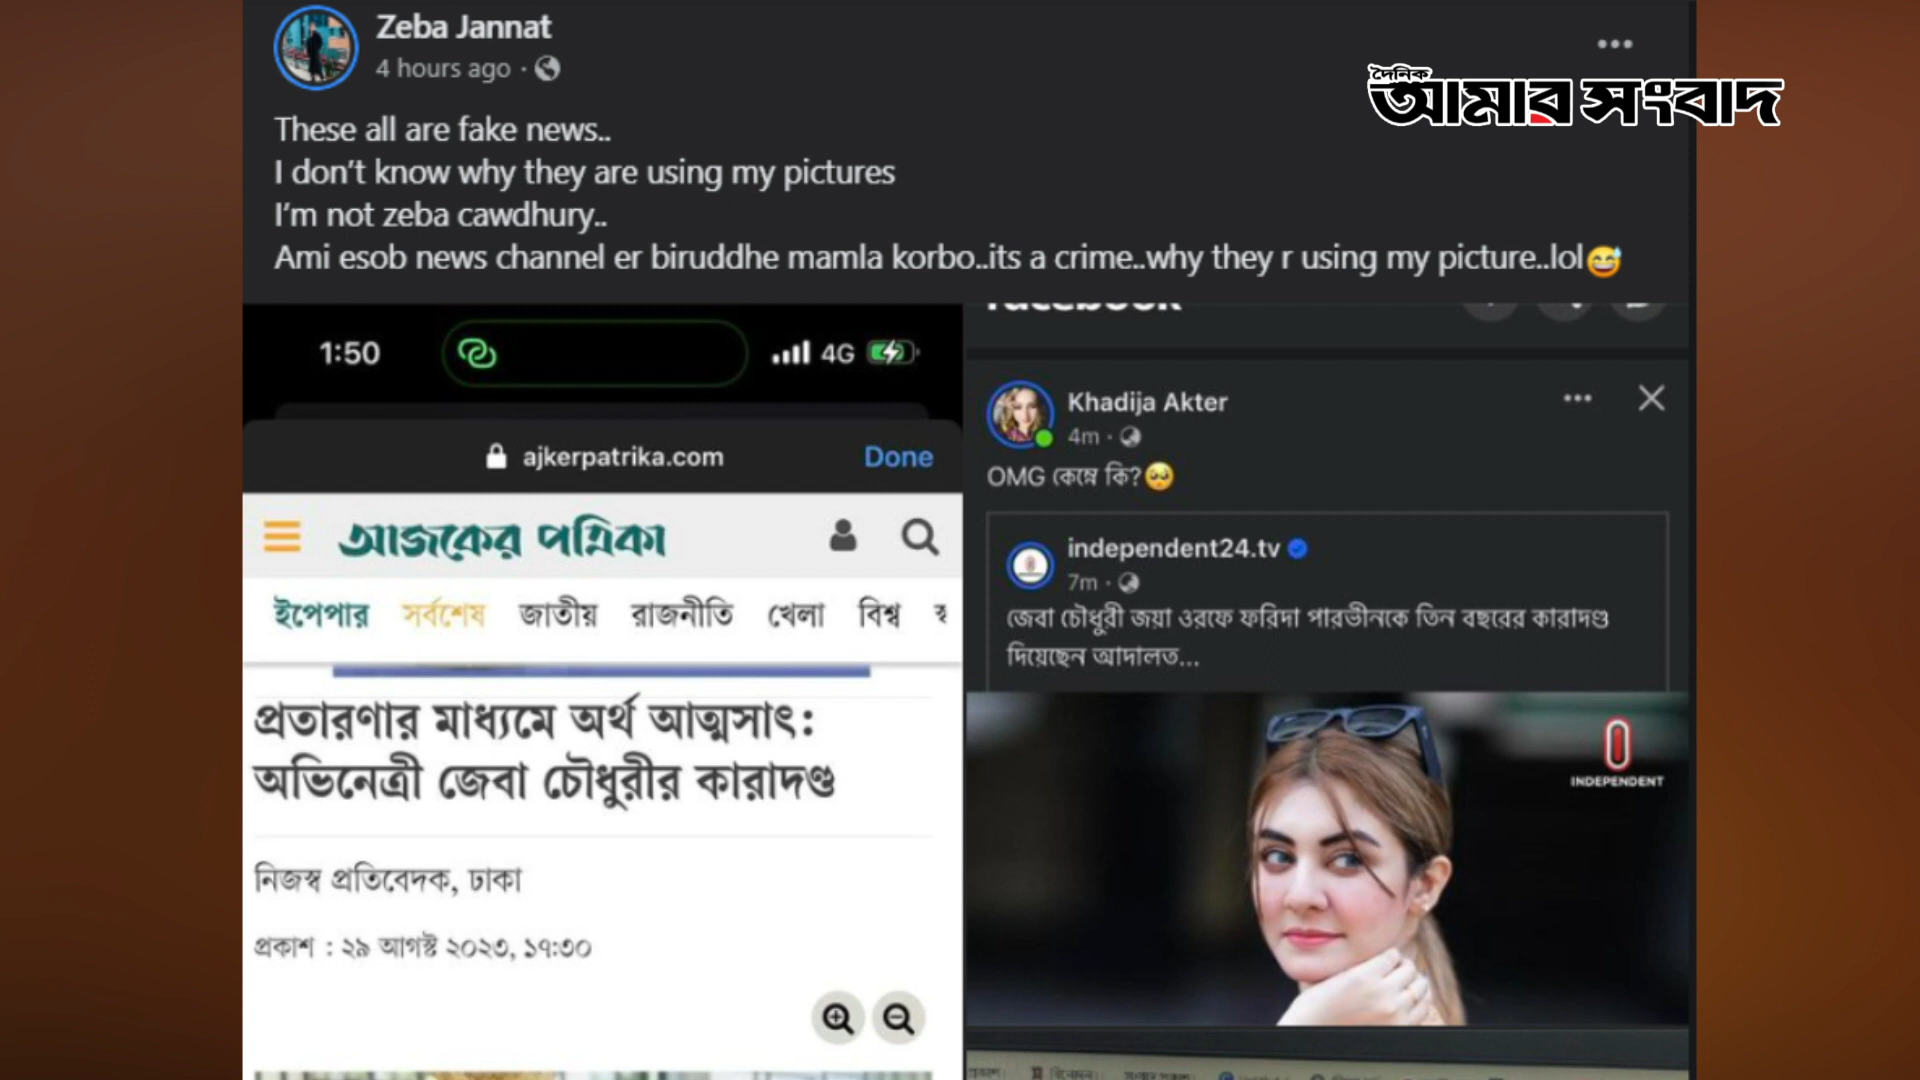 Zeba Jannat
4 hours ago
দৈনিক
আমার সংবাদ
These all are fake news..
I don't know why they are using my pictures
I'm not zeba cawdhury..
Ami esob news channel er biruddhe mamla korbo..its a crime..why they r using my picture..lol😅
1:50
4G
ajkerpatrika.com
Done
আজকের পত্রিকা
ইপেপার সর্বশেষ জাতীয় রাজনীতি খেলা বিশ্ব
প্রতারণার মাধ্যমে অর্থ আত্মসাৎ:
অভিনেত্রী জেবা চৌধুরীর কারাদণ্ড
নিজস্ব প্রতিবেদক, ঢাকা
প্রকাশ : ২৯ আগস্ট ২০২৩, ১৭:৩০
facebook
Khadija Akter
4m
OMG কেম্নে কি?🥺
independent24.tv
7m
জেবা চৌধুরী জয়া ওরফে ফরিদা পারভীনকে তিন বছরের কারাদণ্ড
দিয়েছেন আদালত...
INDEPENDENT